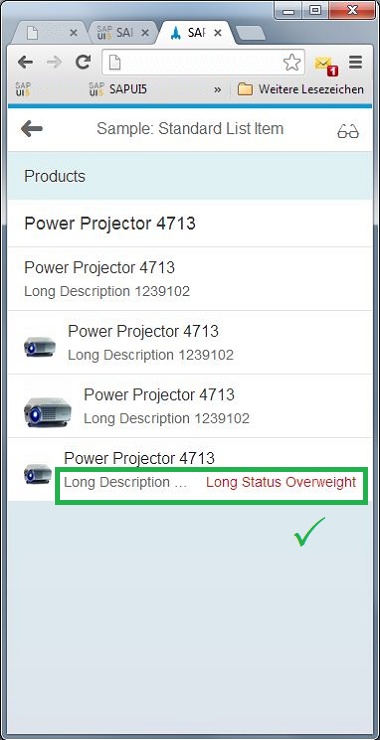 SAP
SAP
SAP UI5
SAP UI5 SAPUI5 » Weitere Lesezeichen
1
Sample: Standard List Item
Products
Power Projector 4713
Power Projector 4713
Long Description 1239102
Power Projector 4713
Long Description 1239102
Power Projector 4713
Long Description 1239102
Power Projector 4713
Long Description ... Long Status Overweight